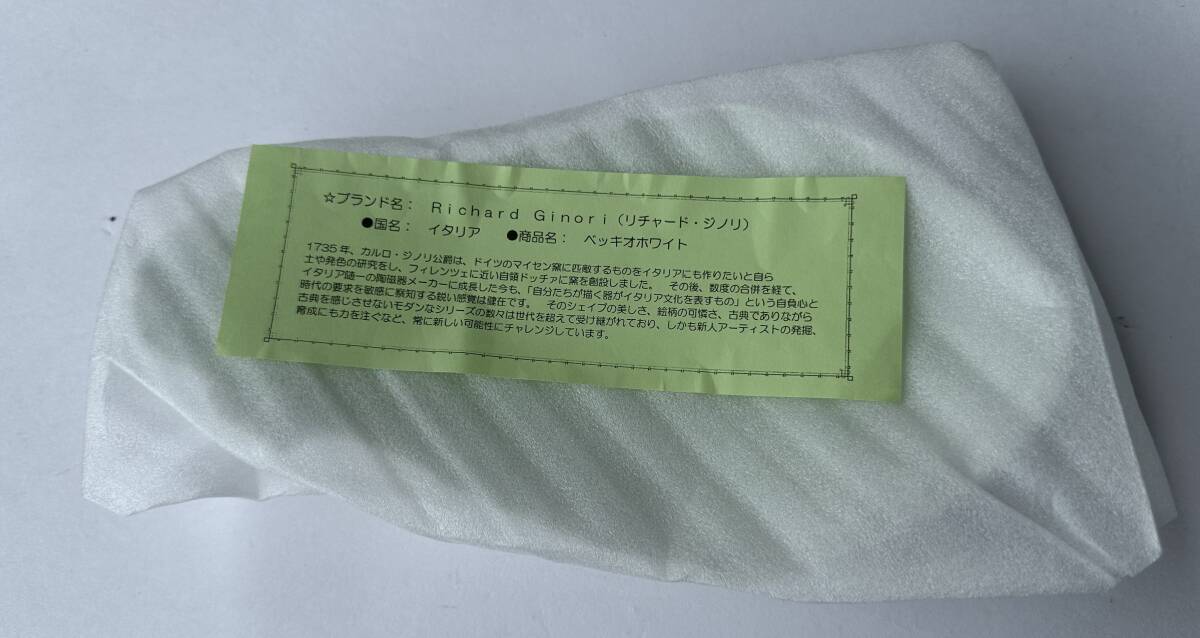 ☆ブランド名： Richard Ginori（リチャード・ジノリ）
●国名： イタリア ●商品名： ベッキオホワイト
1735年、カルロ・ジノリ公爵は、ドイツのマイセン窯に匹敵するものをイタリアにも作りたいと自ら
土や発色の研究をし、フィレンツェに近い自領ドッチァに窯を創設しました。 その後、数度の合併を経て、
イタリア随一の陶磁器メーカーに成長した今も、「自分たちが描く器がイタリア文化を表すもの」という自負心と
時代の要求を敏感に察知する鋭い感覚は健在です。 そのシェイプの美しさ、絵柄の可憐さ、古典でありながら
古典を感じさせないモダンなシリーズの数々は世代を超えて受け継がれており、しかも新人アーティストの発掘、
育成にも力を注ぐなど、常に新しい可能性にチャレンジしています。